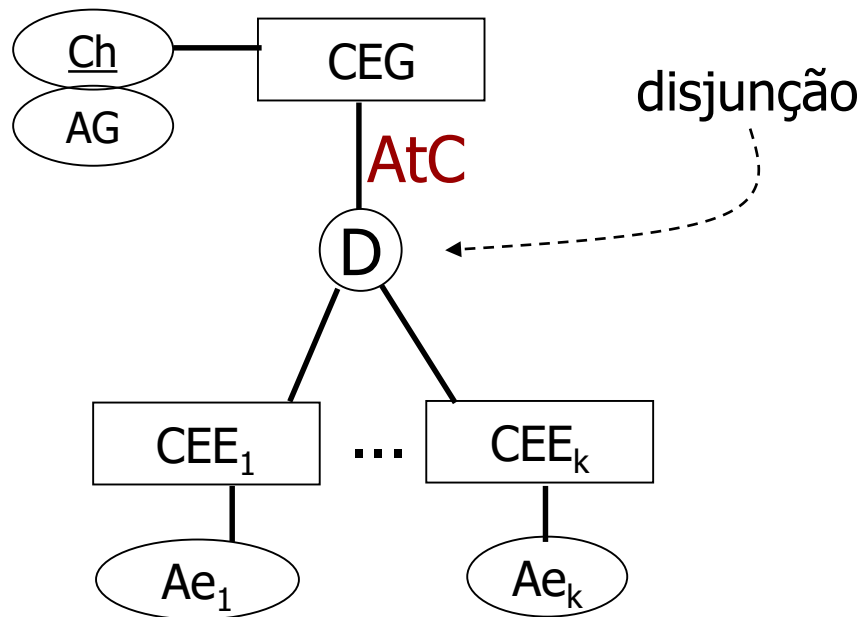 Ch
CEG
AG
disjunção
AtC
D
CEE₁
...
CEEₖ
Ae₁
Aeₖ